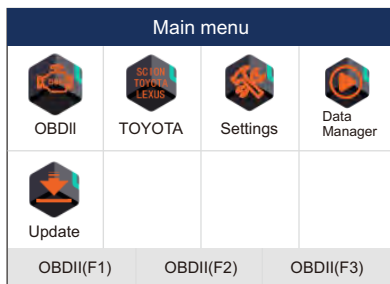 Main menu
SCION
TOYOTA
LEXUS
OBDII
TOYOTA
Settings
Data
Manager
Update
OBDII(F1)
OBDII(F2)
OBDII(F3)